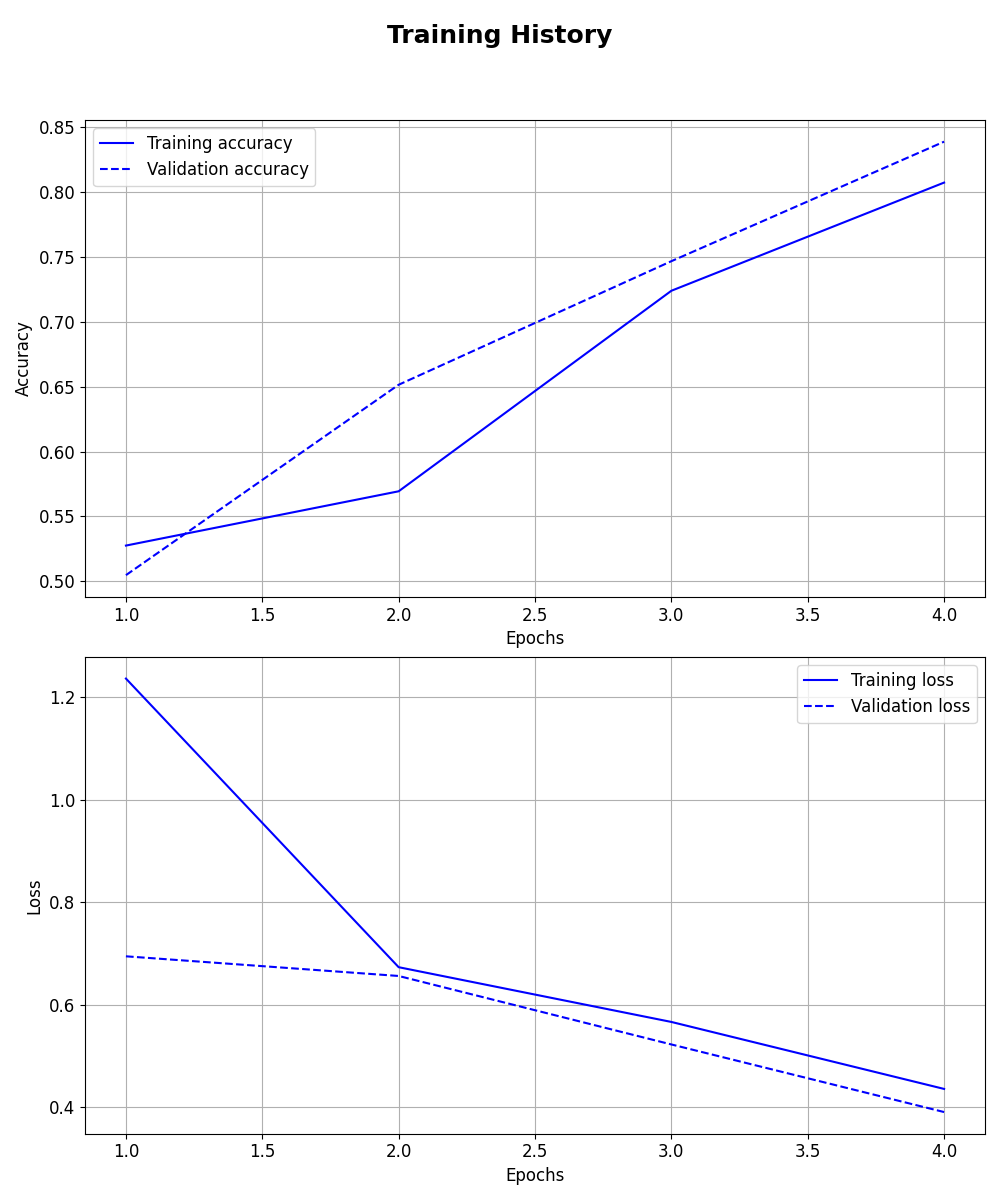 Training History
0.85
0.80
0.75
0.70
0.65
0.60
0.55
0.50
Accuracy
Training accuracy
Validation accuracy
1.0 1.5 2.0 2.5 3.0 3.5 4.0
Epochs
1.2
1.0
0.8
0.6
0.4
Loss
Training loss
Validation loss
1.0 1.5 2.0 2.5 3.0 3.5 4.0
Epochs